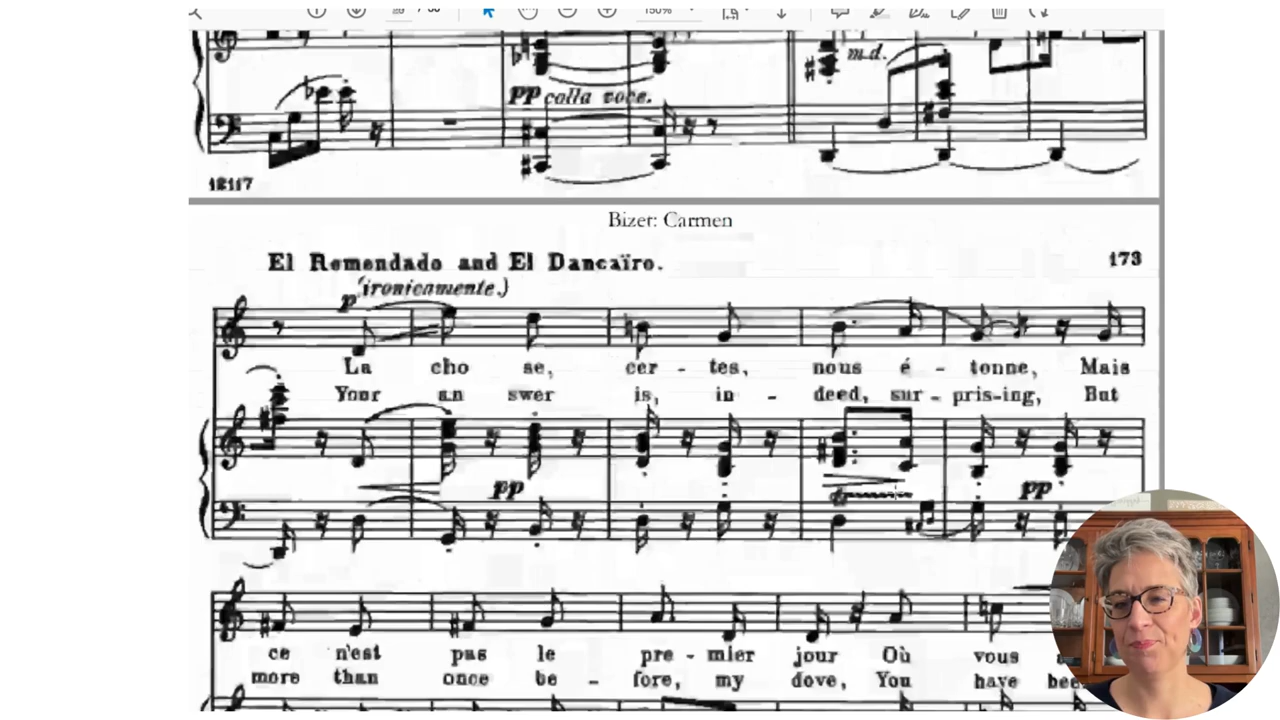 150%
m.d.
pp colla voce.
12117
Bizet: Carmen
El Remendado and El Dancaïro.
173
p (ironicamente.)
La cho se, cer - tes, nous é - tonne, Mais
Your an swer is, in - deed, sur - pris-ing, But
pp pp
ce n'est pas le pre - mier jour Où vous
more than once be - fore, my dove, You have